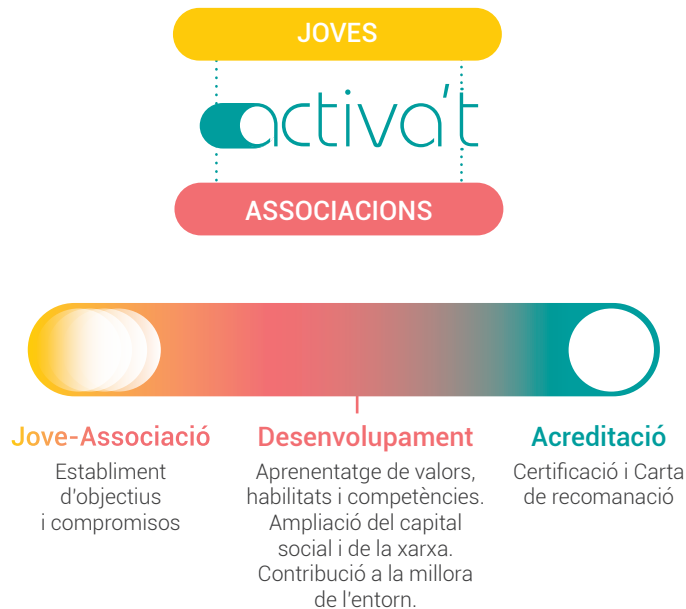 JOVES
activa't
ASSOCIACIONS
Jove-Associació
Establiment
d'objectius
i compromisos
Desenvolupament
Aprenentatge de valors,
habilitats i competències.
Ampliació del capital
social i de la xarxa.
Contribució a la millora
de l'entorn.
Acreditació
Certificació i Carta
de recomanació